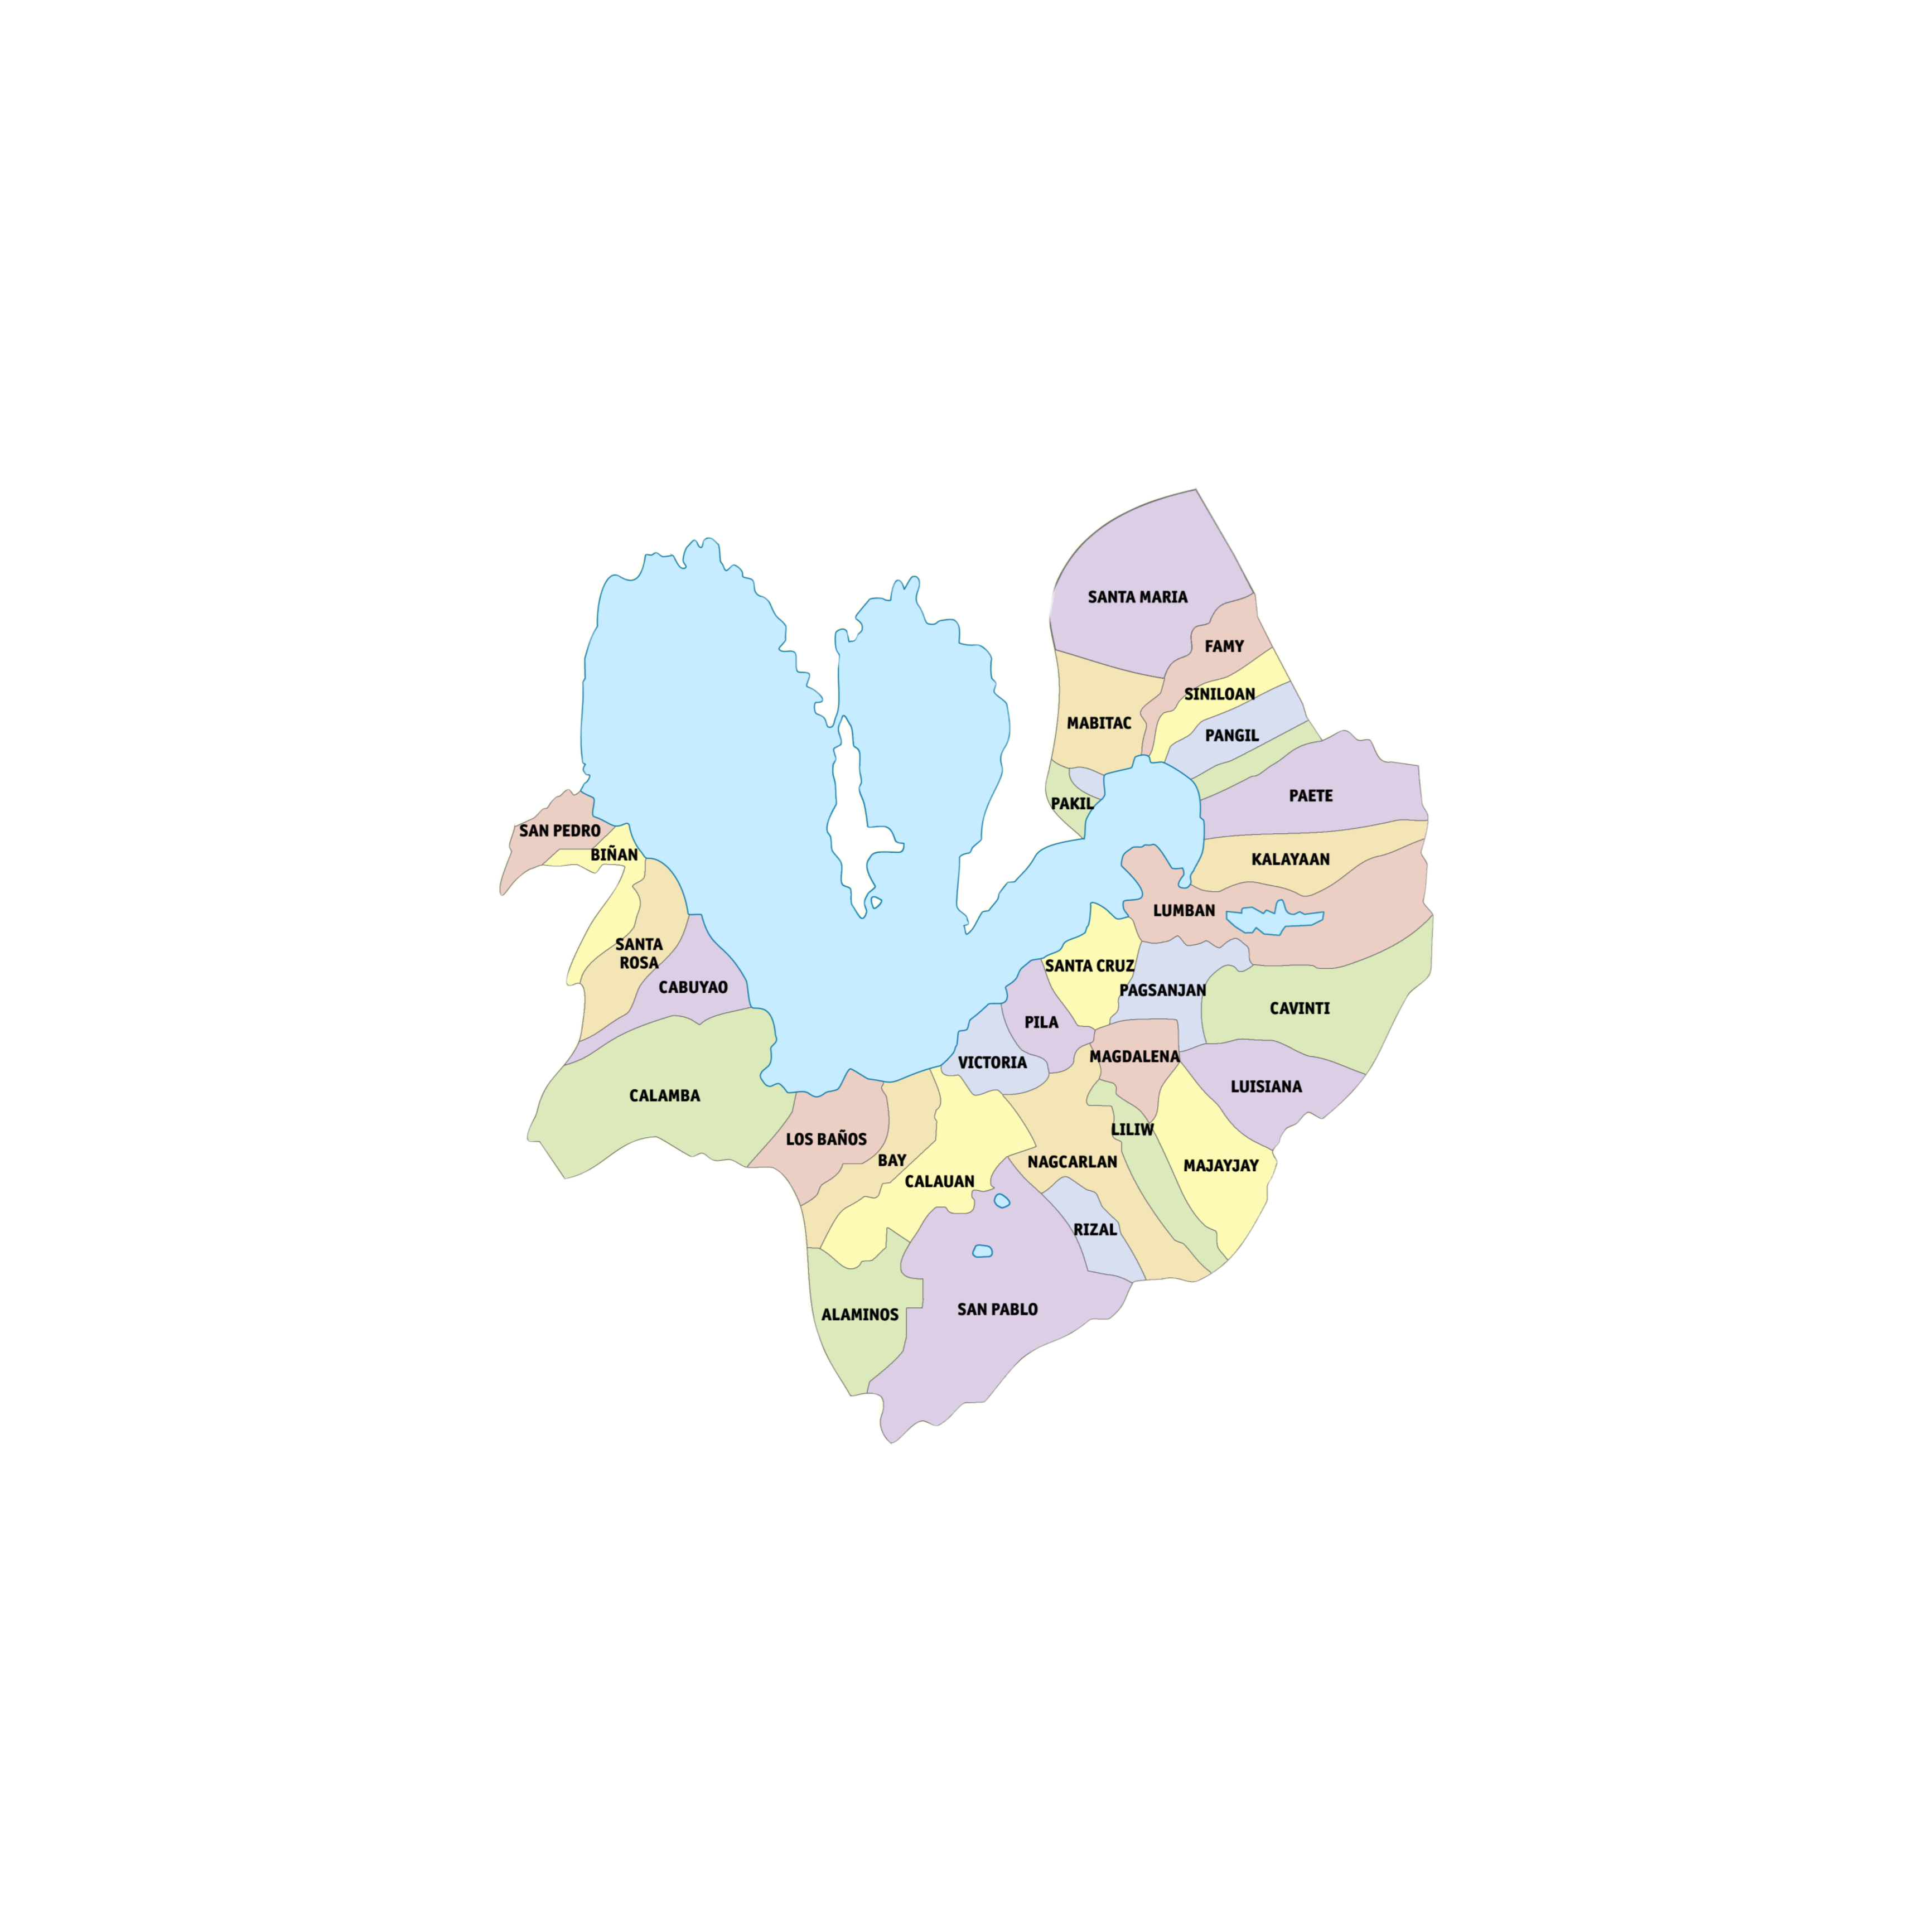 SANTA MARIA
FAMY
SINILOAN
MABITAC
PANGIL
PAETE
PAKIL
SAN PEDRO
BIÑAN
KALAYAAN
LUMBAN
SANTA
ROSA
SANTA CRUZ
CABUYAO
PAGSANJAN
CAVINTI
PILA
MAGDALENA
VICTORIA
LUISIANA
CALAMBA
LILIW
LOS BAÑOS
BAY
NAGCARLAN
MAJAYJAY
CALAUAN
RIZAL
SAN PABLO
ALAMINOS